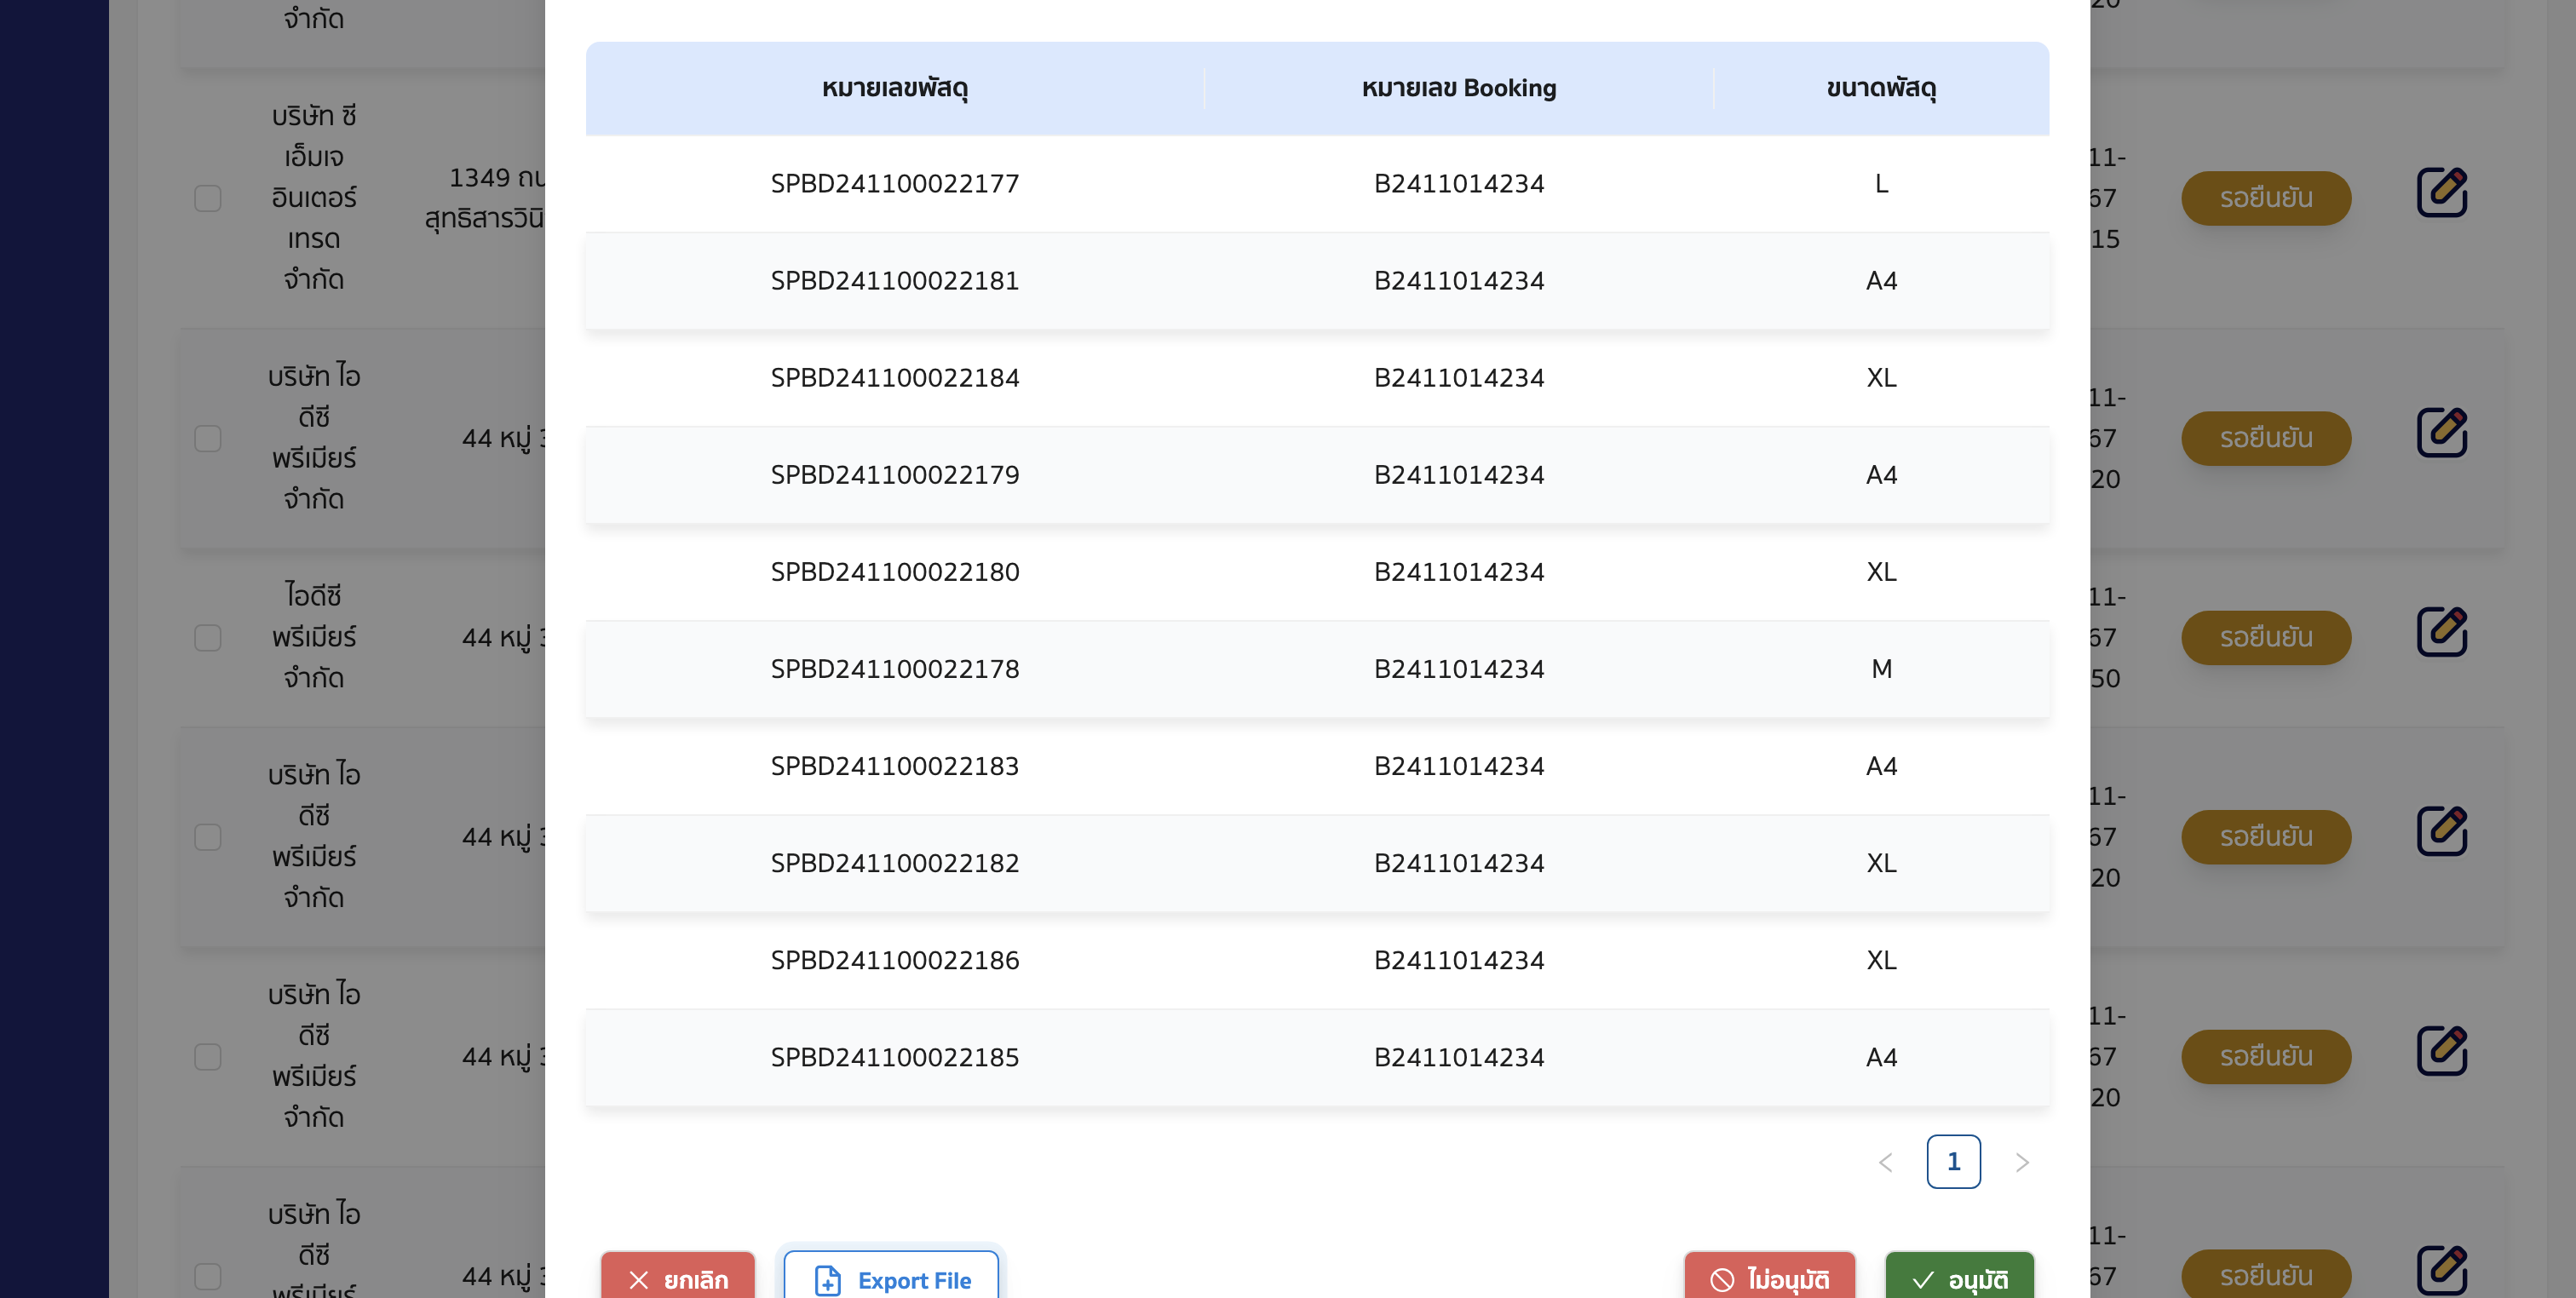 หมายเลขพัสดุ หมายเลข Booking ขนาดพัสดุ
SPBD241100022177 B2411014234 L
SPBD241100022181 B2411014234 A4
SPBD241100022184 B2411014234 XL
SPBD241100022179 B2411014234 A4
SPBD241100022180 B2411014234 XL
SPBD241100022178 B2411014234 M
SPBD241100022183 B2411014234 A4
SPBD241100022182 B2411014234 XL
SPBD241100022186 B2411014234 XL
SPBD241100022185 B2411014234 A4
1
ยกเลิก Export File ไม่อนุมัติ อนุมัติ
จำกัด
บริษัท ซี
เอ็มเจ
อินเตอร์
เทรด
จำกัด
1349 ถน
สุทธิสารวินิ
11-
67
15
รอยืนยัน
บริษัท ไอ
ดีซี
พรีเมียร์
จำกัด
44 หมู่
11-
67
20
รอยืนยัน
ไอดีซี
พรีเมียร์
จำกัด
44 หมู่
11-
67
50
รอยืนยัน
บริษัท ไอ
ดีซี
พรีเมียร์
จำกัด
44 หมู่
11-
67
20
รอยืนยัน
บริษัท ไอ
ดีซี
พรีเมียร์
จำกัด
44 หมู่
11-
67
20
รอยืนยัน
บริษัท ไอ
ดีซี
พรีเมียร์
44 หมู่
11-
67
รอยืนยัน